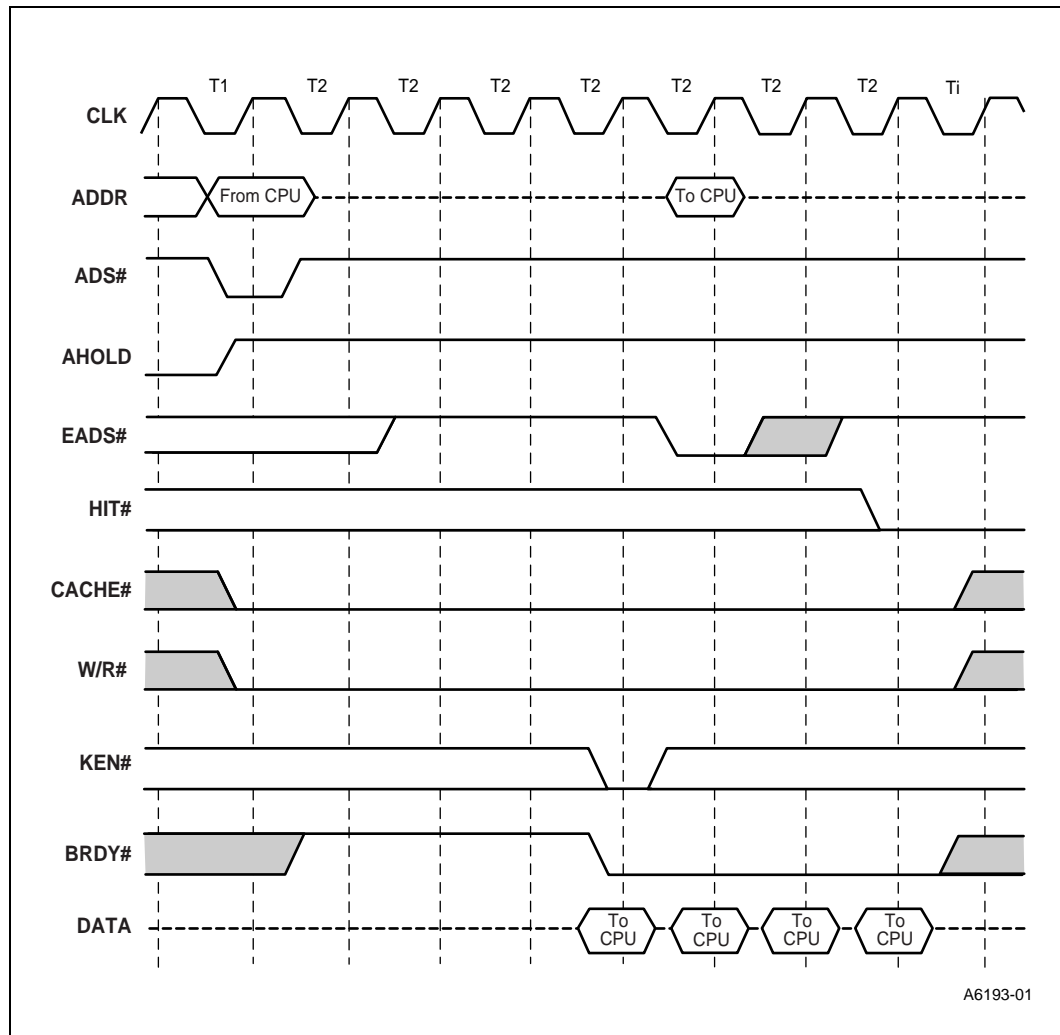 T1 T2 T2 T2 T2 T2 T2 T2 Ti
CLK
ADDR From CPU To CPU
ADS#
AHOLD
EADS#
HIT#
CACHE#
W/R#
KEN#
BRDY#
DATA
To CPU
To CPU
To CPU
To CPU
A6193-01